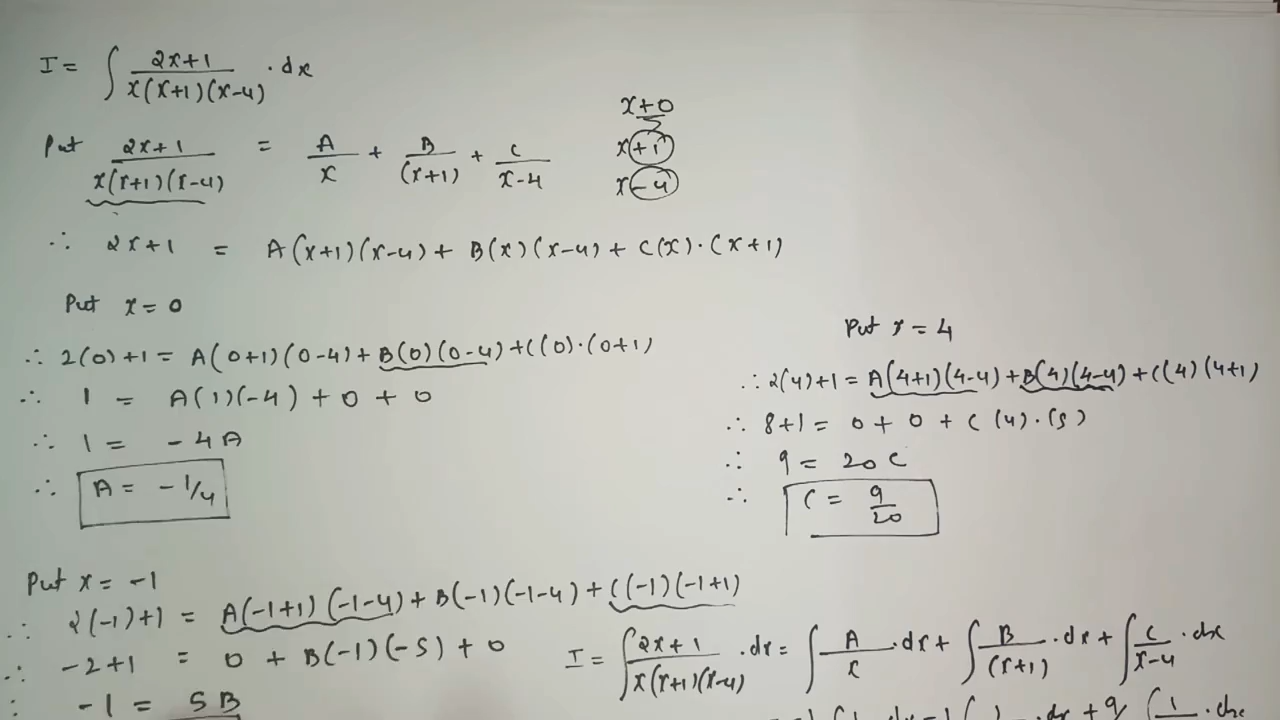 I = ∫ 2x+1 / x(x+1)(x-4) · dx
Put 2x+1 / x(x+1)(x-4) = A/x + B/(x+1) + C/x-4
x+0
x+1
x-4
∴ 2x+1 = A(x+1)(x-4) + B(x)(x-4) + C(x)·(x+1)
Put x = 0
∴ 2(0)+1 = A(0+1)(0-4) + B(0)(0-4) + C(0)·(0+1)
∴ 1 = A(1)(-4) + 0 + 0
∴ 1 = -4A
∴ A = -1/4
Put x = 4
∴ 2(4)+1 = A(4+1)(4-4) + B(4)(4-4) + C(4)(4+1)
∴ 8+1 = 0 + 0 + C(4)·(5)
∴ 9 = 20C
∴ C = 9/20
Put x = -1
∴ 2(-1)+1 = A(-1+1)(-1-4) + B(-1)(-1-4) + C(-1)(-1+1)
∴ -2+1 = 0 + B(-1)(-5) + 0
∴ -1 = 5B
I = ∫ 2x+1 / x(x+1)(x-4) · dx = ∫ A/x · dx + ∫ B/(x+1) · dx + ∫ C/x-4 · dx